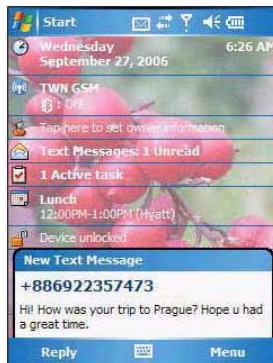 Start
Wednesday 6:26 AM
September 27, 2006
TWN GSM
: Off
Tap here to set owner information
Text Messages: 1 Unread
1 Active task
Lunch
12:00PM-1:00PM (Hyatt)
Device unlocked
New Text Message
+886922357473
Hi! How was your trip to Prague? Hope u had
a great time.
Reply Menu